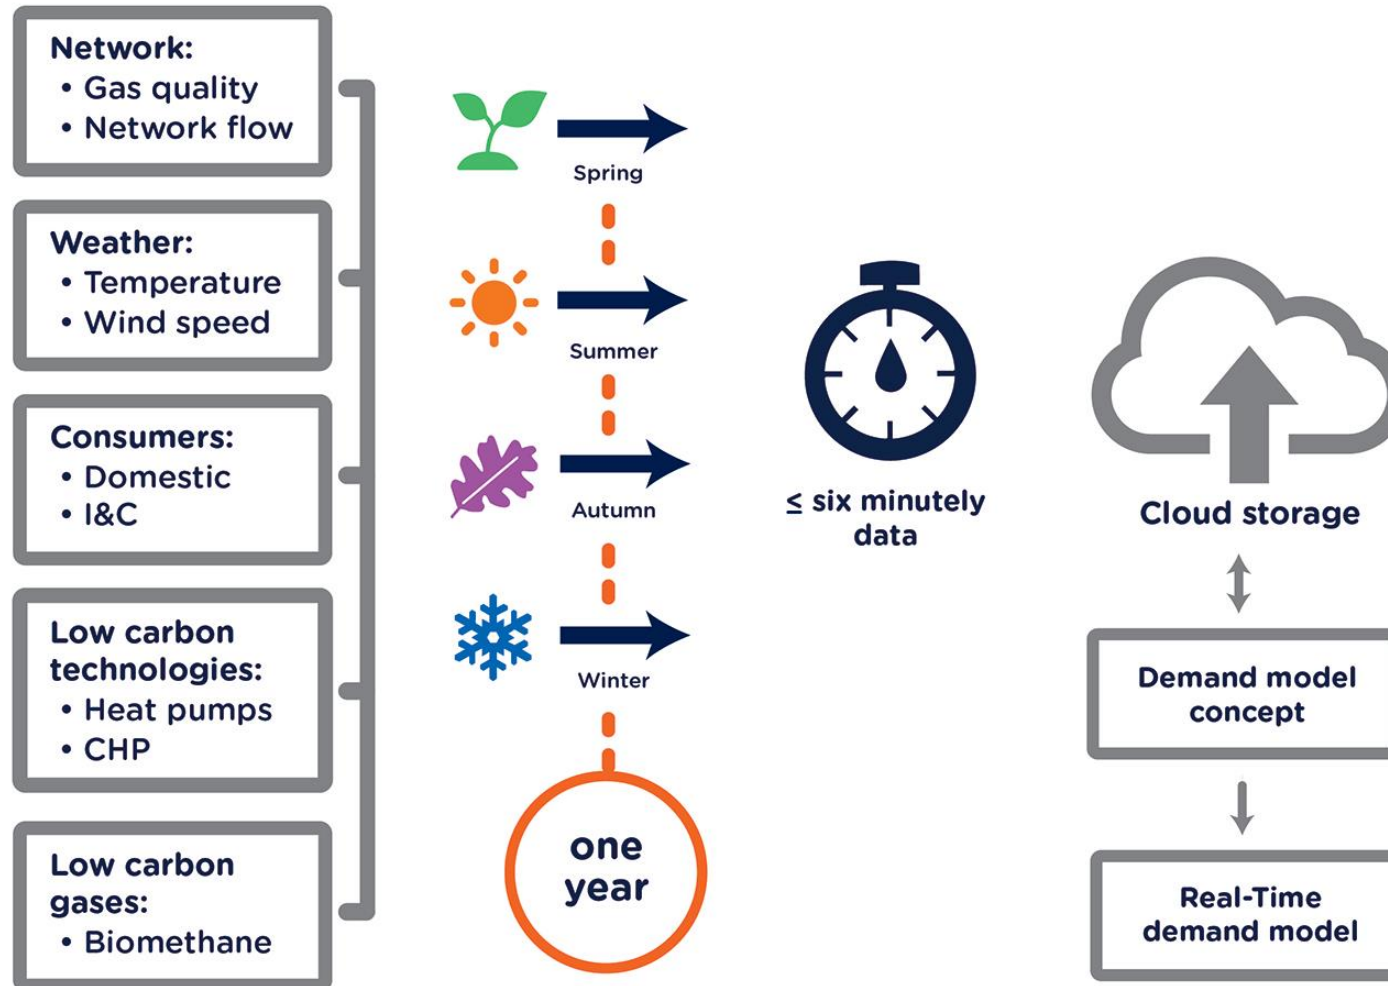 Network:
• Gas quality
• Network flow
Weather:
• Temperature
• Wind speed
Consumers:
• Domestic
• I&C
Low carbon
technologies:
• Heat pumps
• CHP
Low carbon
gases:
• Biomethane
Spring
Summer
Autumn
Winter
one
year
≤ six minutely
data
Cloud storage
Demand model
concept
Real-Time
demand model